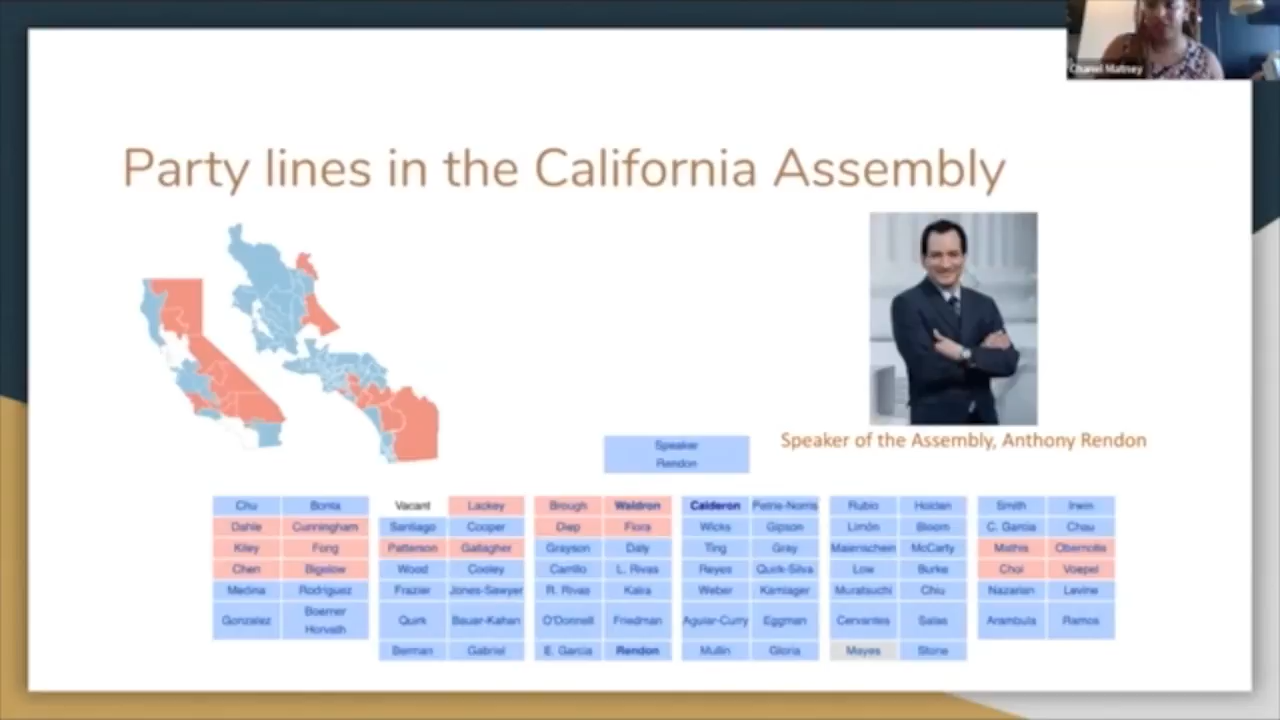 Chanel Matney
Party lines in the California Assembly
Speaker of the Assembly, Anthony Rendon
Speaker
Rendon
Chu Bonta Vacant Lackey Brough Waldron Calderon Petrie-Norris Rubio Holden Smith Irwin
Dahle Cunningham Santiago Cooper Diep Flora Wicks Gipson Limón Bloom C. Garcia Chau
Kiley Fong Patterson Gallagher Grayson Daly Ting Gray Maienschein McCarty Mathis Obernolte
Chen Bigelow Wood Cooley Carrillo L. Rivas Reyes Quirk-Silva Low Burke Choi Voepel
Medina Rodriguez Frazier Jones-Sawyer R. Rivas Kalra Weber Kamlager Muratsuchi Chiu Nazarian Levine
Gonzalez Boerner Horvath Quirk Bauer-Kahan O'Donnell Friedman Aguiar-Curry Eggman Cervantes Salas Arambula Ramos
Berman Gabriel E. Garcia Rendon Mullin Gloria Mayes Stone